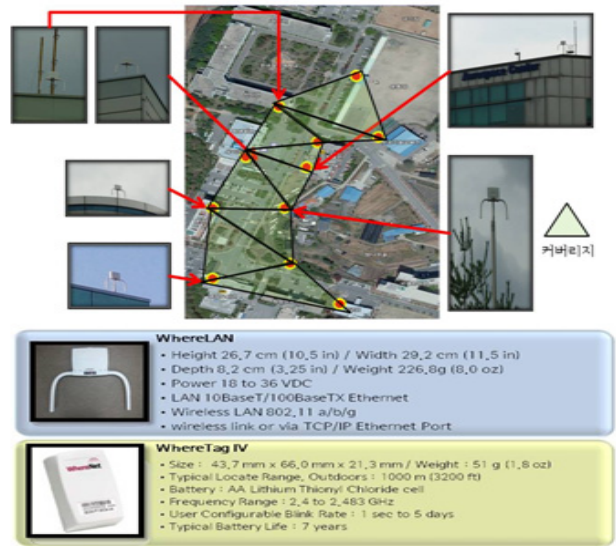 커버리지
WhereLAN
• Height 26,7 cm (10,5 in) / Width 29,2 cm (11,5 in)
• Depth 8,2 cm (3,25 in) / Weight 226,8g (8,0 oz)
• Power 18 to 36 VDC
• LAN 10BaseT/100BaseTX Ethernet
• Wireless LAN 802,11 a/b/g
• wireless link or via TCP/IP Ethernet Port
WhereTag IV
WhereNet
• Size : 43,7 mm x 66,0 mm x 21,3 mm / Weight : 51 g (1,8 oz)
• Typical Locate Range, Outdoors : 1000 m (3200 ft)
• Battery : AA Lithium Thionyl Chloride cell
• Frequency Range : 2,4 to 2,483 GHz
• User Configurable Blink Rate : 1 sec to 5 days
• Typical Battery Life : 7 years